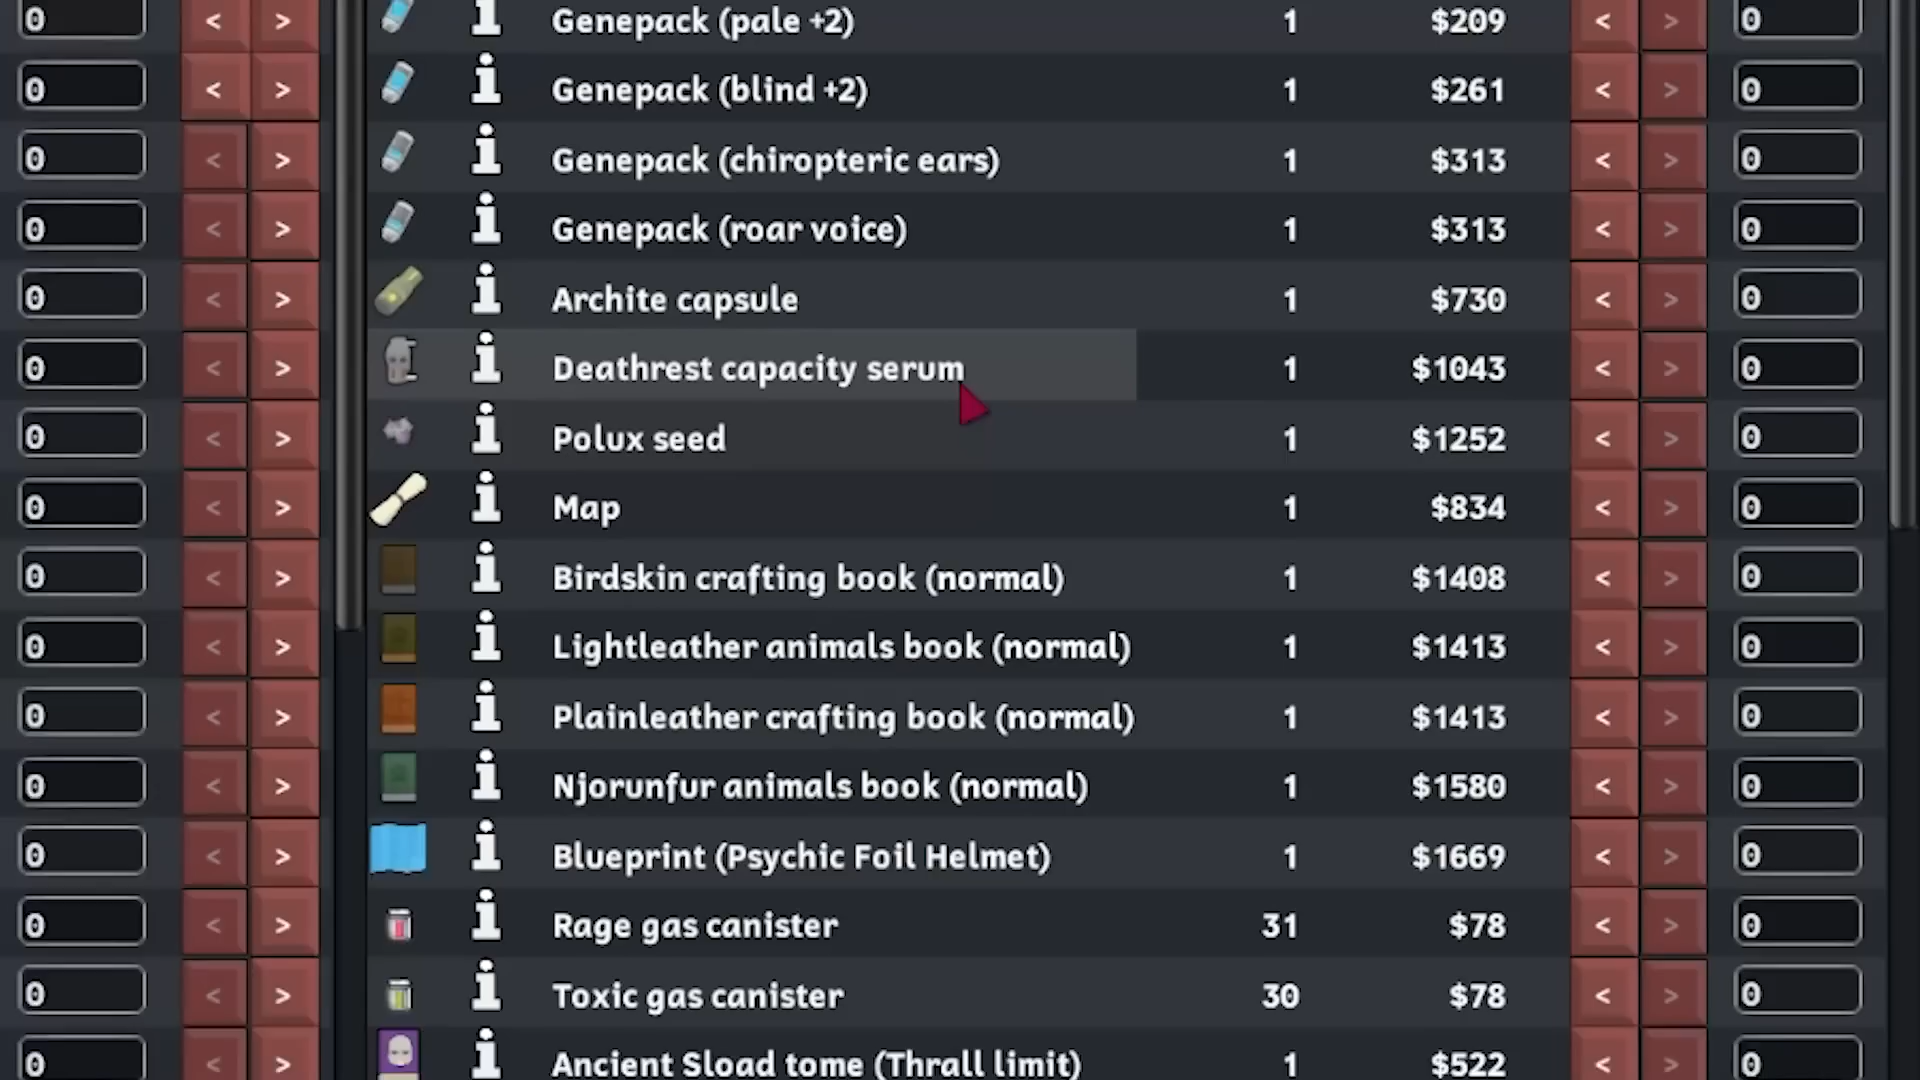 0 < > i Genepack (pale +2) 1 $209 < > 0
0 < > i Genepack (blind +2) 1 $261 < > 0
0 < > i Genepack (chiropteric ears) 1 $313 < > 0
0 < > i Genepack (roar voice) 1 $313 < > 0
0 < > i Archite capsule 1 $730 < > 0
0 < > i Deathrest capacity serum 1 $1043 < > 0
0 < > i Polux seed 1 $1252 < > 0
0 < > i Map 1 $834 < > 0
0 < > i Birdskin crafting book (normal) 1 $1408 < > 0
0 < > i Lightleather animals book (normal) 1 $1413 < > 0
0 < > i Plainleather crafting book (normal) 1 $1413 < > 0
0 < > i Njorunfur animals book (normal) 1 $1580 < > 0
0 < > i Blueprint (Psychic Foil Helmet) 1 $1669 < > 0
0 < > i Rage gas canister 31 $78 < > 0
0 < > i Toxic gas canister 30 $78 < > 0
0 < > i Ancient Sload tome (Thrall limit) 1 $522 < > 0